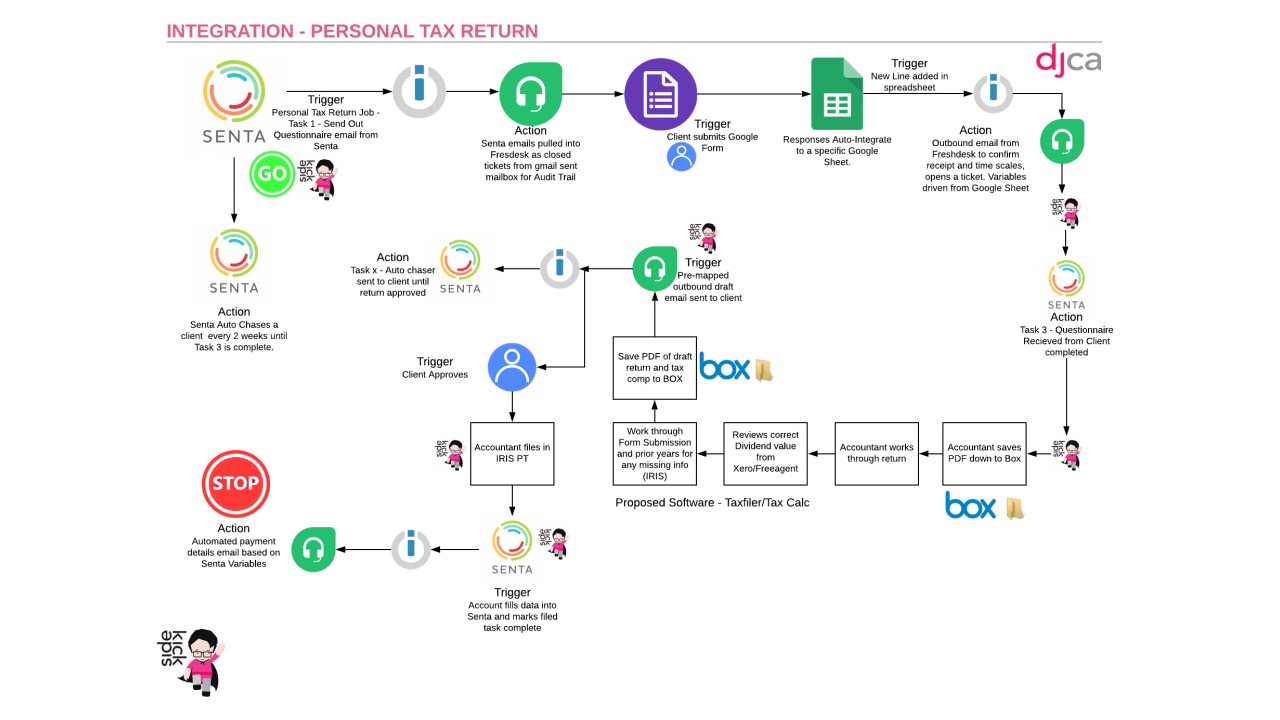 INTEGRATION - PERSONAL TAX RETURN
djca
SENTA
Trigger
Personal Tax Return Job -
Task 1 - Send Out
Questionnaire email from
Senta
GO
side
kick
Action
Senta emails pulled into
Fresdesk as closed
tickets from gmail sent
mailbox for Audit Trail
Trigger
Client submits Google
Form
Responses Auto-Integrate
to a specific Google
Sheet.
Trigger
New Line added in
spreadsheet
Action
Outbound email from
Freshdesk to confirm
receipt and time scales,
opens a ticket. Variables
driven from Google Sheet
side
kick
SENTA
Action
Task 3 - Questionnaire
Recieved from Client
completed
SENTA
Action
Senta Auto Chases a
client every 2 weeks until
Task 3 is complete.
Action
Task x - Auto chaser
sent to client until
return approved
SENTA
side
kick
Trigger
Pre-mapped
outbound draft
email sent to client
Trigger
Client Approves
Save PDF of draft
return and tax
comp to BOX
box
side
kick
Accountant files in
IRIS PT
Work through
Form Submission
and prior years for
any missing info
(IRIS)
Reviews correct
Dividend value
from
Xero/Freeagent
Accountant works
through return
Accountant saves
PDF down to Box
side
kick
box
Proposed Software - Taxfiler/Tax Calc
STOP
Action
Automated payment
details email based on
Senta Variables
SENTA
side
kick
Trigger
Account fills data into
Senta and marks filed
task complete
side
kick